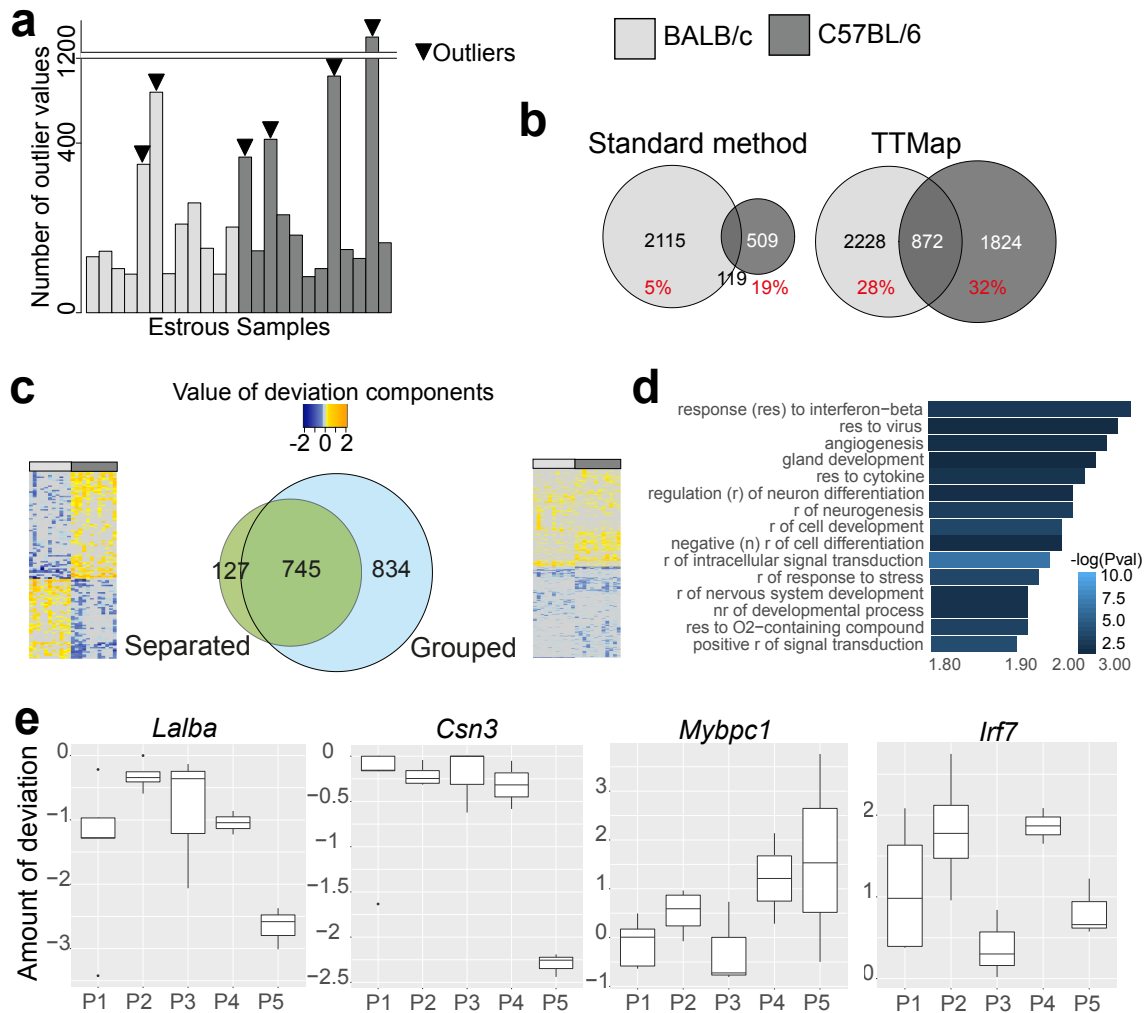 a
Number of outlier values
1200
400
0
Estrous Samples
Outliers
BALB/c
C57BL/6
b
Standard method
TTMap
2115
509
119
5%
19%
2228
872
1824
28%
32%
c
Value of deviation components
-2 0 2
127
745
834
Separated
Grouped
d
response (res) to interferon−beta
res to virus
angiogenesis
gland development
res to cytokine
regulation (r) of neuron differentiation
r of neurogenesis
r of cell development
negative (n) r of cell differentiation
r of intracellular signal transduction
r of response to stress
r of nervous system development
nr of developmental process
res to O2−containing compound
positive r of signal transduction
1.80 1.90 2.00 3.00
-log(Pval)
10.0
7.5
5.0
2.5
e
Amount of deviation
Lalba
0
−1
−2
−3
P1 P2 P3 P4 P5
Csn3
0
−0.5
−1
−1.5
−2
−2.5
P1 P2 P3 P4 P5
Mybpc1
3
2
1
0
−1
P1 P2 P3 P4 P5
Irf7
2
1
0
P1 P2 P3 P4 P5